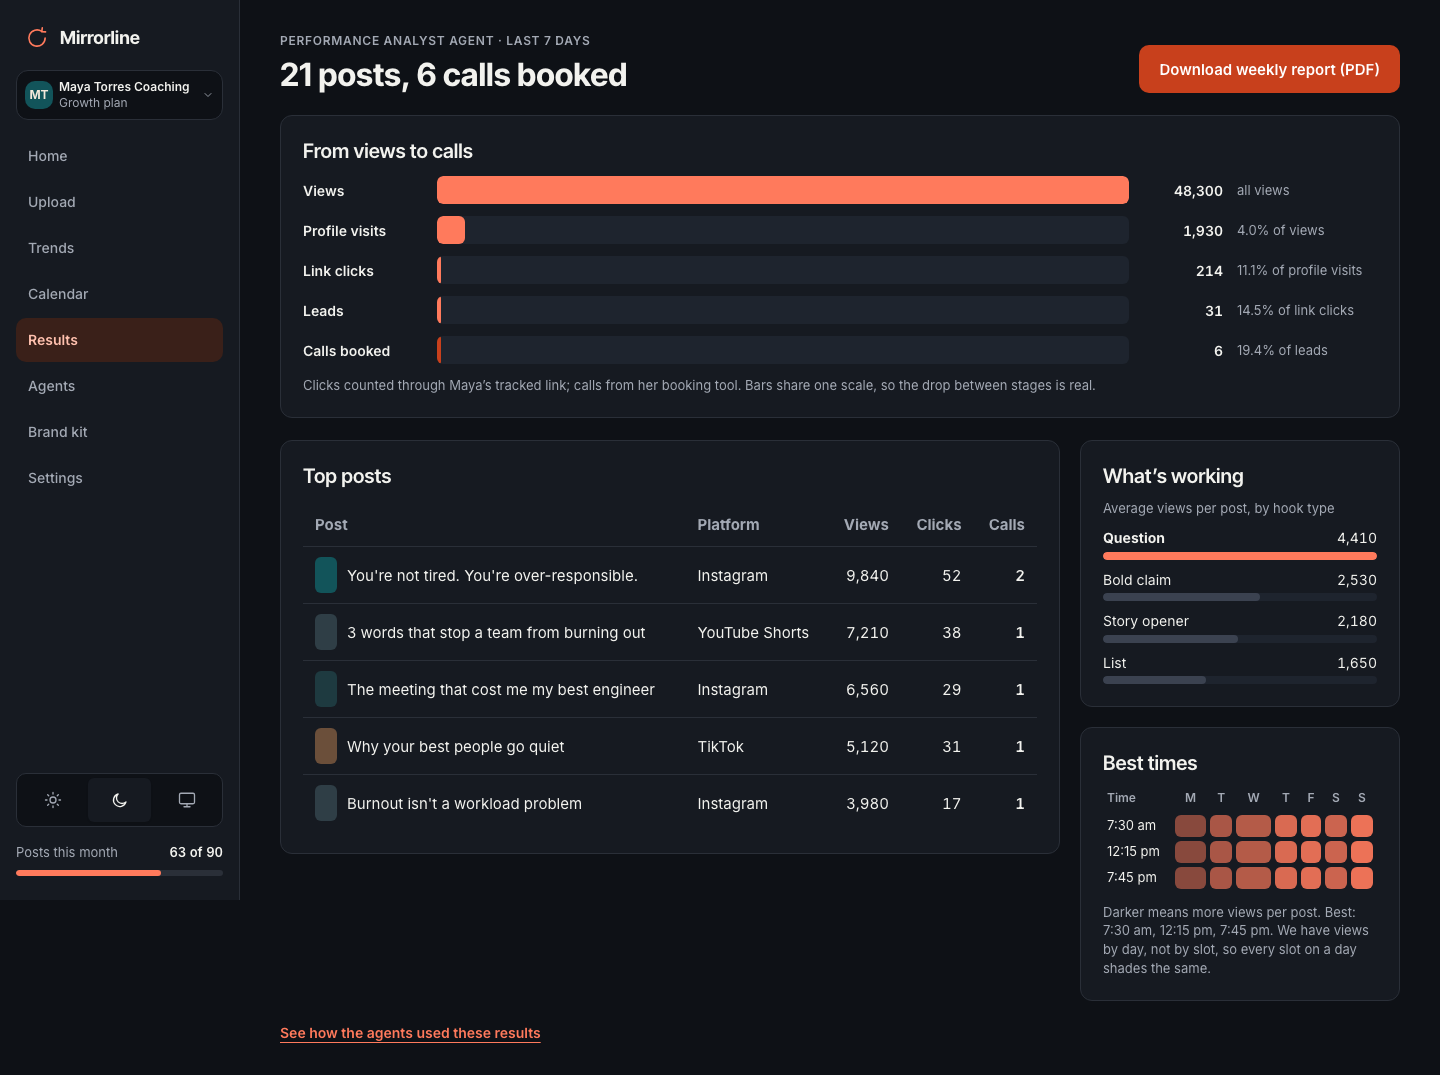 Mirrorline
MT
Maya Torres Coaching
Growth plan
Home
Upload
Trends
Calendar
Results
Agents
Brand kit
Settings
Posts this month 63 of 90
PERFORMANCE ANALYST AGENT · LAST 7 DAYS
21 posts, 6 calls booked
Download weekly report (PDF)
From views to calls
Views 48,300 all views
Profile visits 1,930 4.0% of views
Link clicks 214 11.1% of profile visits
Leads 31 14.5% of link clicks
Calls booked 6 19.4% of leads
Clicks counted through Maya’s tracked link; calls from her booking tool. Bars share one scale, so the drop between stages is real.
Top posts
Post Platform Views Clicks Calls
You're not tired. You're over-responsible. Instagram 9,840 52 2
3 words that stop a team from burning out YouTube Shorts 7,210 38 1
The meeting that cost me my best engineer Instagram 6,560 29 1
Why your best people go quiet TikTok 5,120 31 1
Burnout isn't a workload problem Instagram 3,980 17 1
What’s working
Average views per post, by hook type
Question 4,410
Bold claim 2,530
Story opener 2,180
List 1,650
Best times
Time M T W T F S S
7:30 am
12:15 pm
7:45 pm
Darker means more views per post. Best:
7:30 am, 12:15 pm, 7:45 pm. We have views
by day, not by slot, so every slot on a day
shades the same.
See how the agents used these results